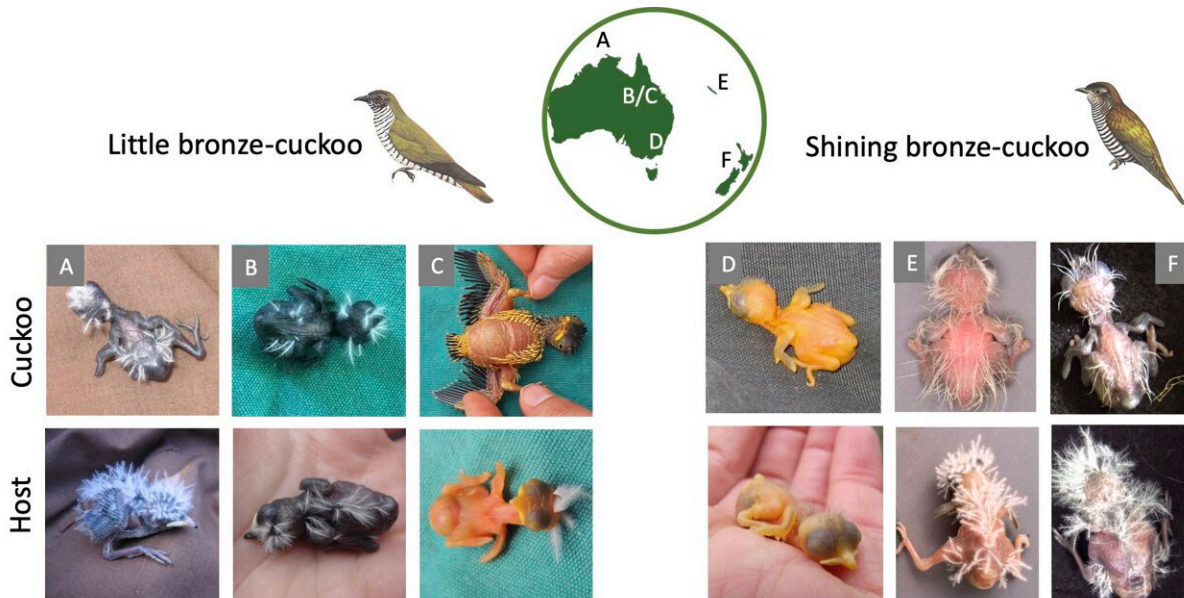 A
E
B/C
D
F
Little bronze-cuckoo
Shining bronze-cuckoo
A
B
C
D
E
F
Cuckoo
Host